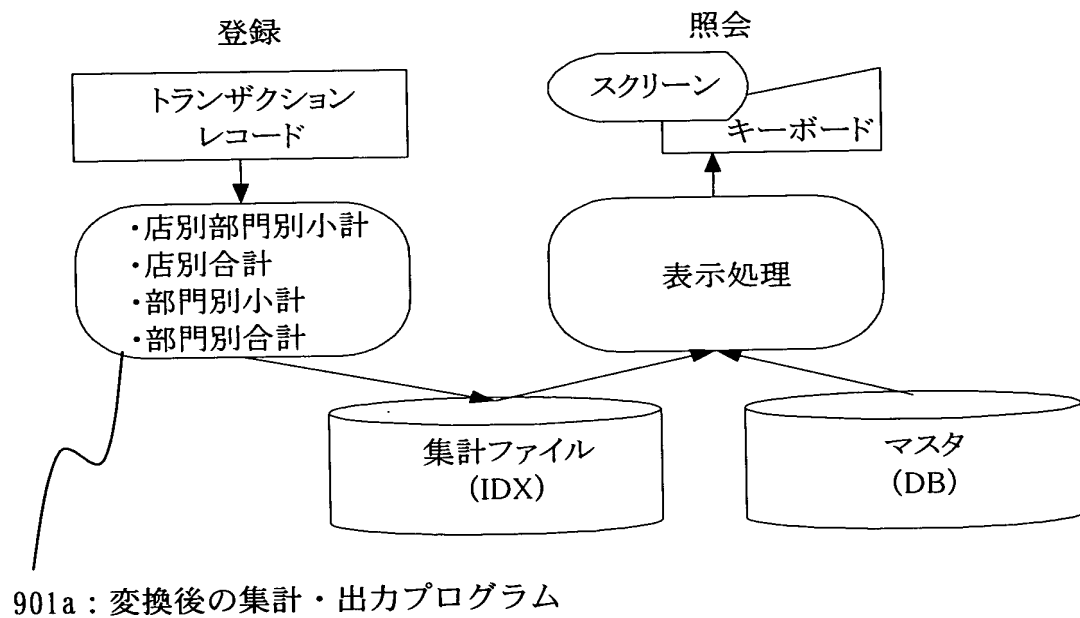 登録
トランザクション
レコード
・店別部門別小計
・店別合計
・部門別小計
・部門別合計
照会
スクリーン
キーボード
表示処理
集計ファイル
(IDX)
マスタ
(DB)
901a：変換後の集計・出力プログラム